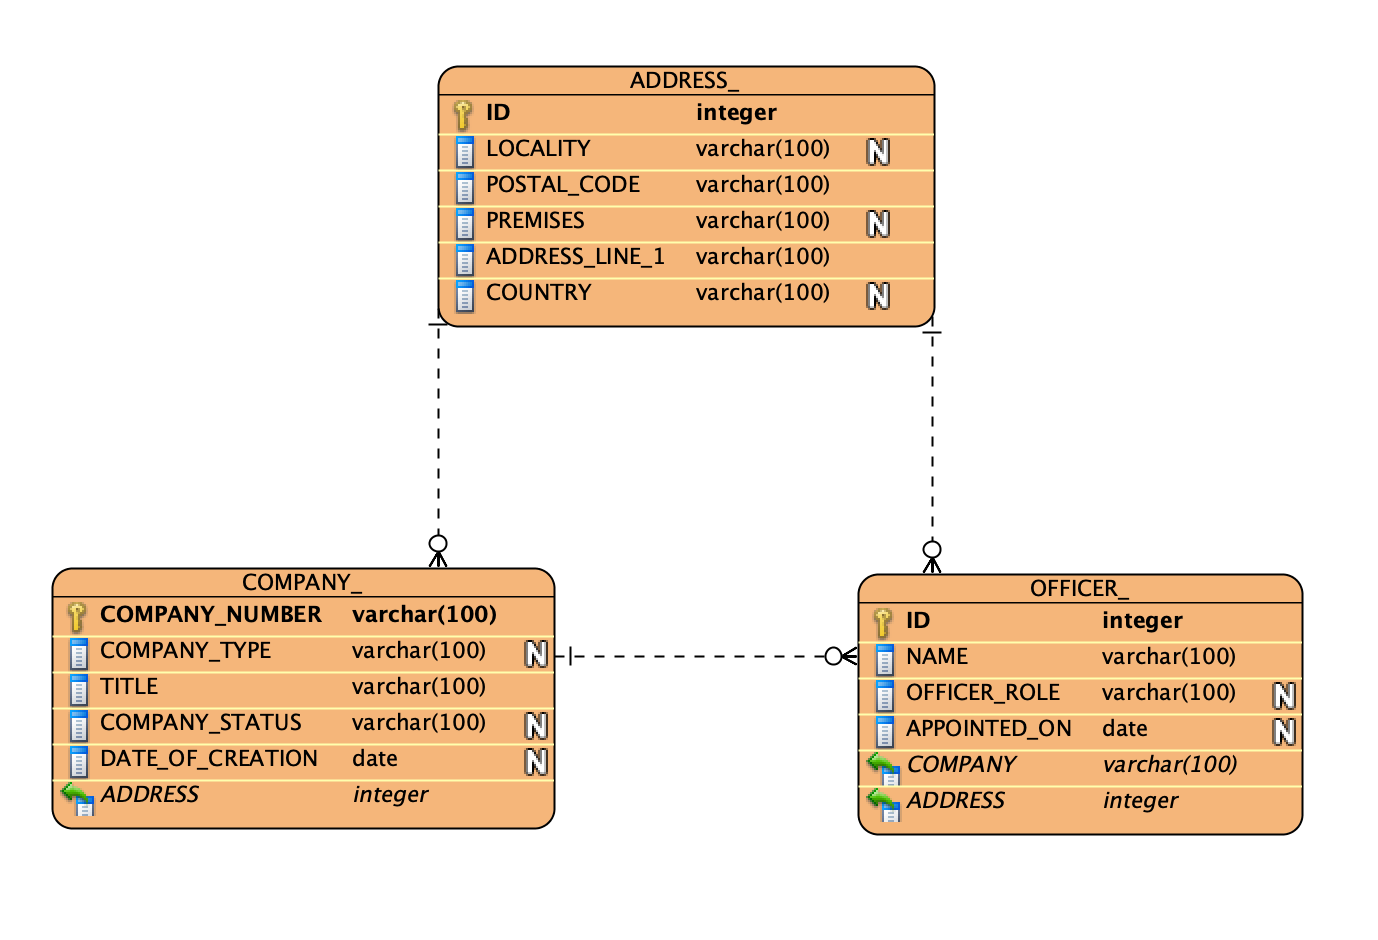 ADDRESS_
ID integer
LOCALITY varchar(100) N
POSTAL_CODE varchar(100)
PREMISES varchar(100) N
ADDRESS_LINE_1 varchar(100)
COUNTRY varchar(100) N
COMPANY_
COMPANY_NUMBER varchar(100)
COMPANY_TYPE varchar(100) N
TITLE varchar(100)
COMPANY_STATUS varchar(100) N
DATE_OF_CREATION date N
ADDRESS integer
OFFICER_
ID integer
NAME varchar(100)
OFFICER_ROLE varchar(100) N
APPOINTED_ON date N
COMPANY varchar(100)
ADDRESS integer